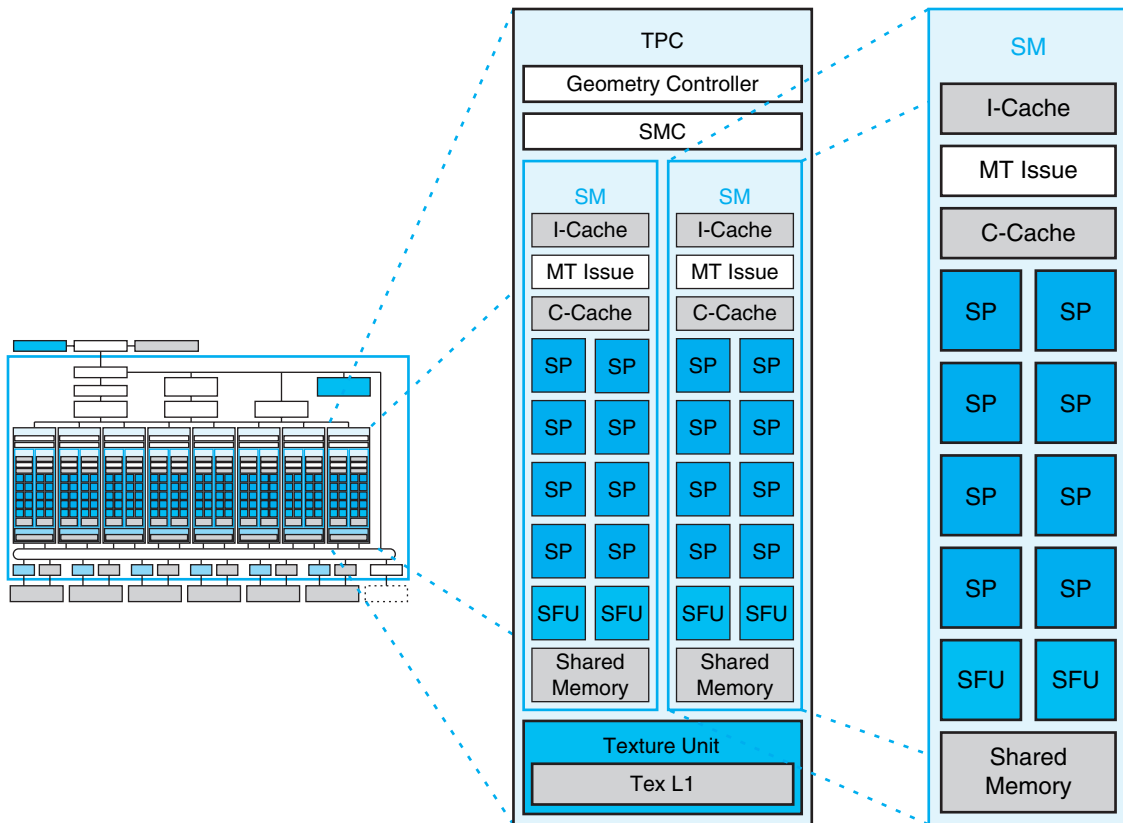 TPC
Geometry Controller
SMC
SM
I-Cache
MT Issue
C-Cache
SP SP
SP SP
SP SP
SP SP
SFU SFU
Shared
Memory
SM
I-Cache
MT Issue
C-Cache
SP SP
SP SP
SP SP
SP SP
SFU SFU
Shared
Memory
Texture Unit
Tex L1
SM
I-Cache
MT Issue
C-Cache
SP SP
SP SP
SP SP
SP SP
SFU SFU
Shared
Memory